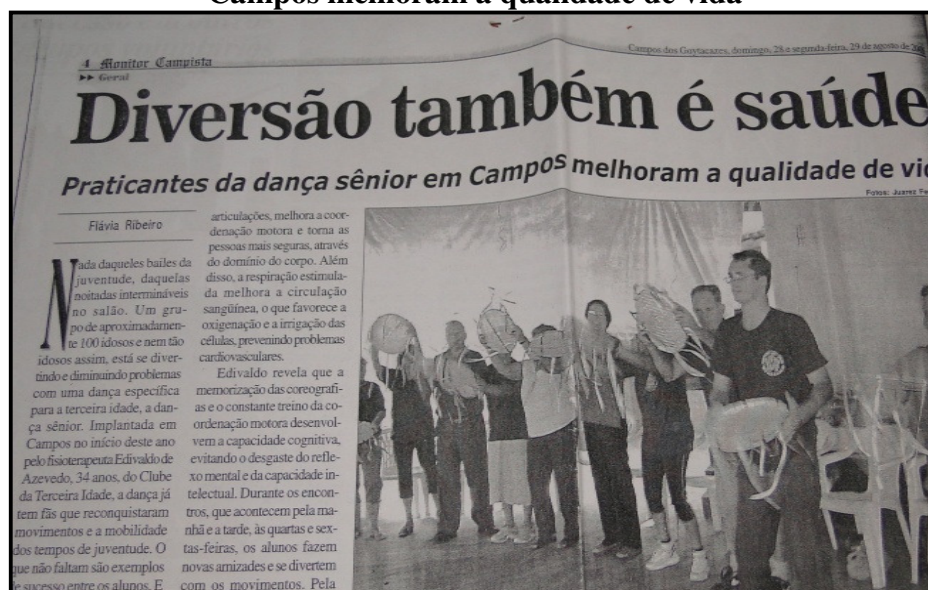 Campos melhoram a qualidade de vida
4 Monitor Campista
▸▸ Geral
Campos dos Goytacazes, domingo, 28 a segunda-feira, 29 de agosto de
Diversão também é saúde
Praticantes da dança sênior em Campos melhoram a qualidade de
Fotos: Juarez
Flávia Ribeiro
Nada daqueles bailes da
juventude, daquelas
noitadas intermináveis
no salão. Um gru-
po de aproximadamen-
te 100 idosos e nem tão
idosos assim, está se diver-
tindo e diminuindo problemas
com uma dança específica
para a terceira idade, a dan-
ça sênior. Implantada em
Campos no início deste ano
pelo fisioterapeuta Edivaldo de
Azevedo, 34 anos, do Clube
da Terceira Idade, a dança já
tem fãs que reconquistaram
movimentos e a mobilidade
dos tempos de juventude. O
que não faltam são exemplos
de sucesso entre os alunos. E
articulações, melhora a coor-
denação motora e torna as
pessoas mais seguras, através
do domínio do corpo. Além
disso, a respiração estimula-
da melhora a circulação
sangüínea, o que favorece a
oxigenação e a irrigação das
células, prevenindo problemas
cardiovasculares.
Edivaldo revela que a
memorização das coreografi-
as e o constante treino da co-
ordenação motora desenvol-
vem a capacidade cognitiva,
evitando o desgaste do refle-
xo mental e da capacidade in-
telectual. Durante os encon-
tros, que acontecem pela ma-
nhã e a tarde, às quartas e sex-
tas-feiras, os alunos fazem
novas amizades e se divertem
com os movimentos. Pela